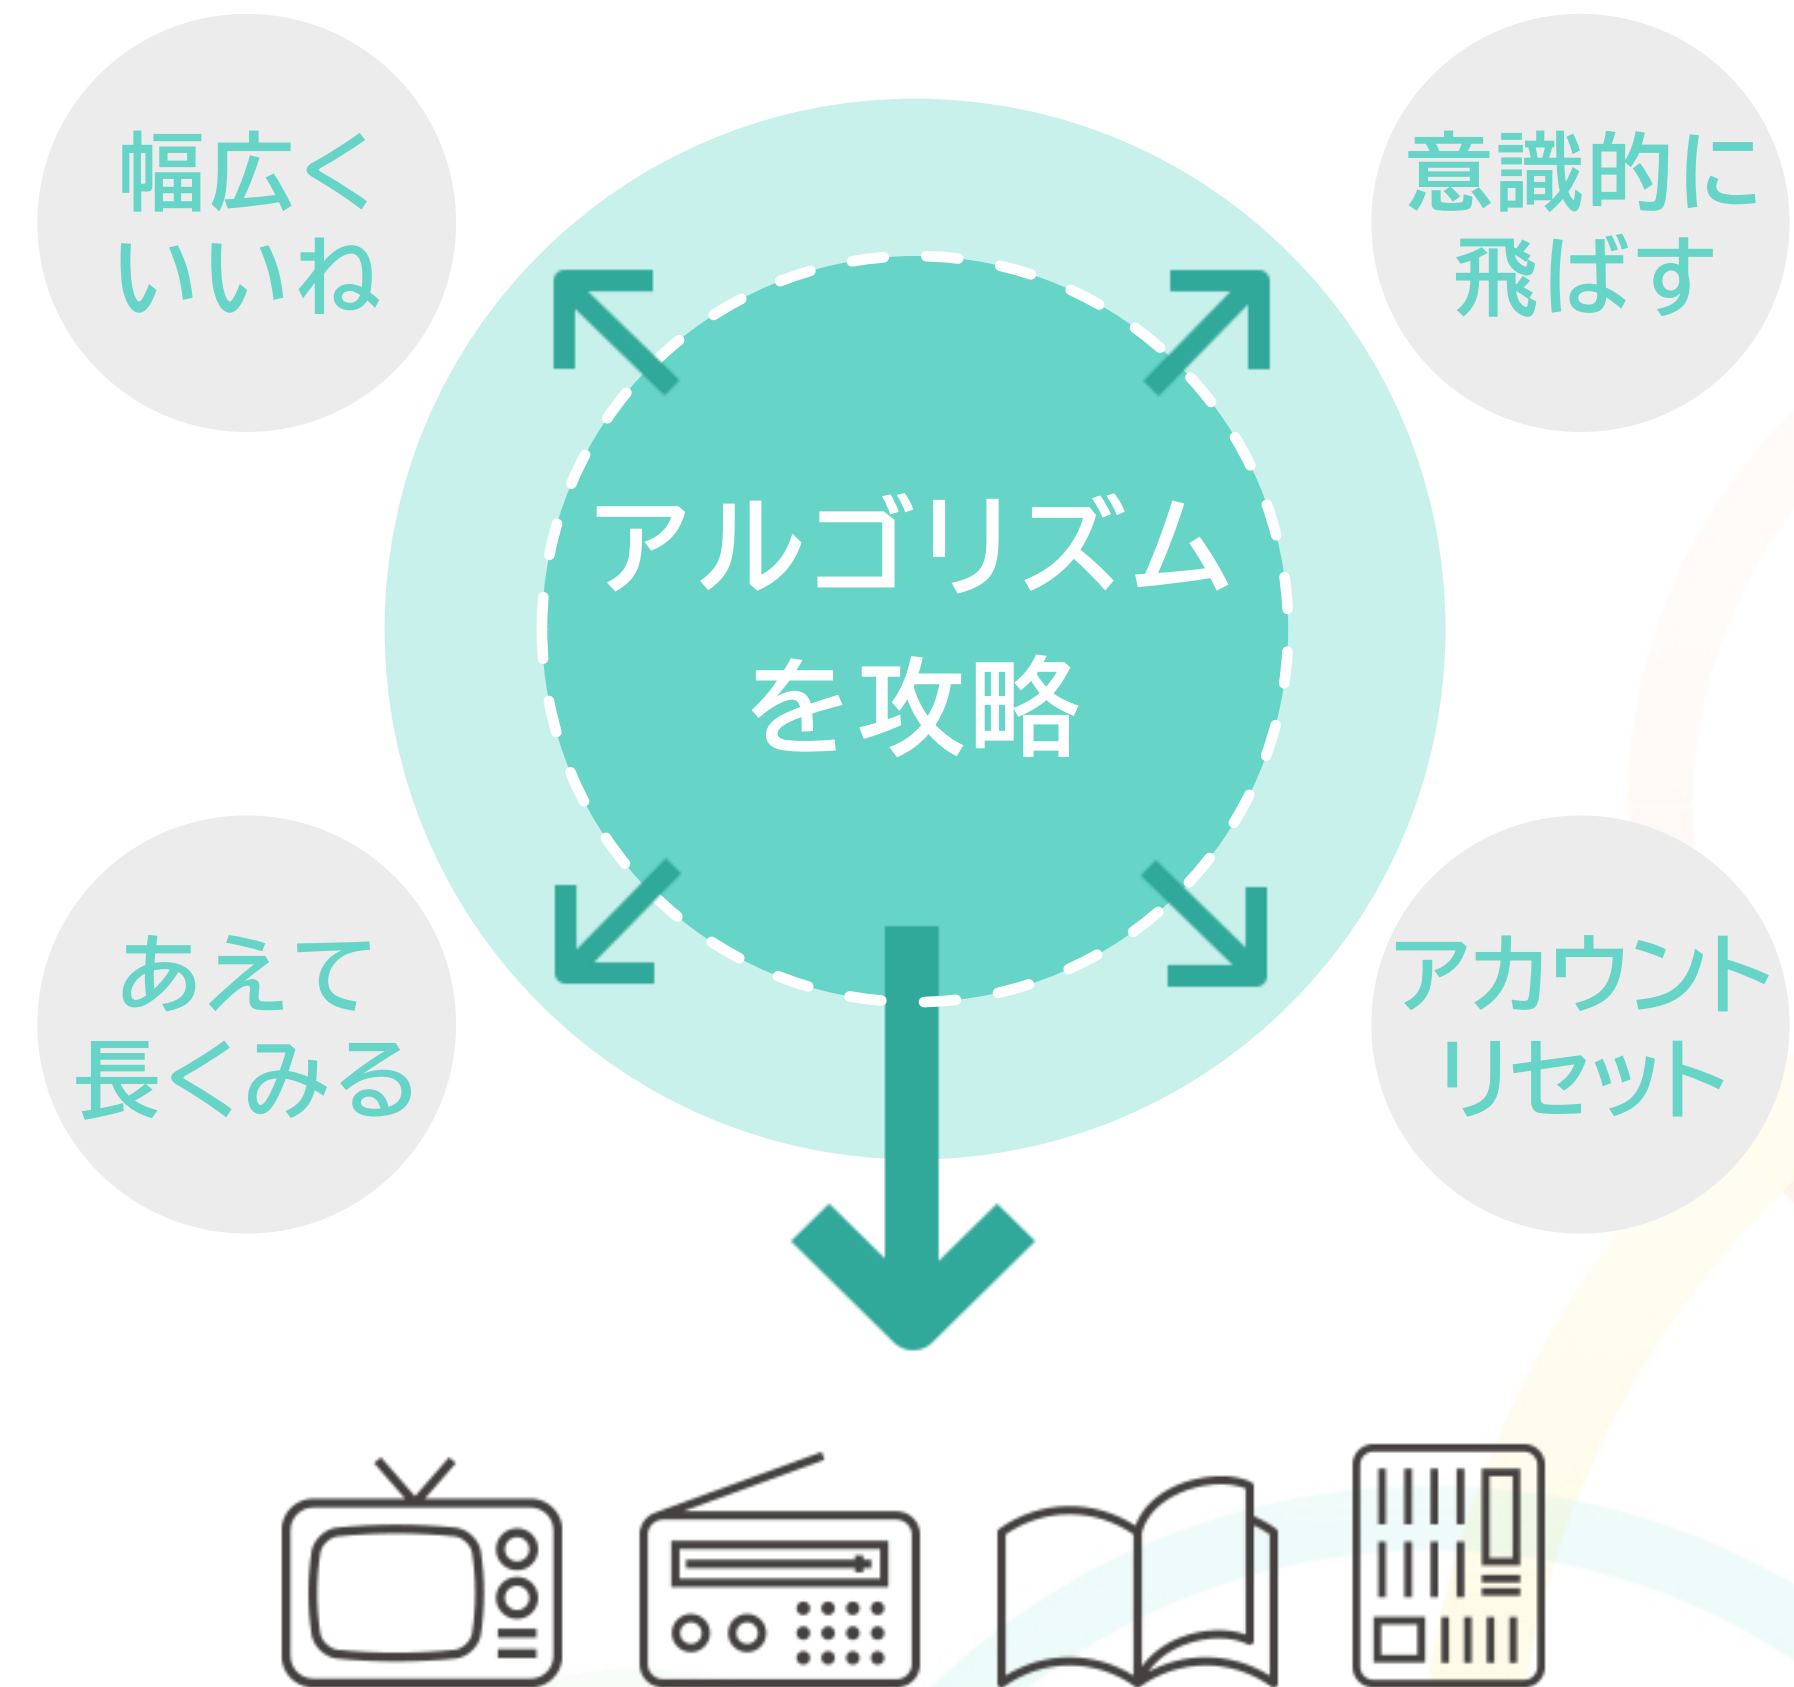 幅広く
いいね
意識的に
飛ばす
アルゴリズム
を攻略
あえて
長くみる
アカウント
リセット